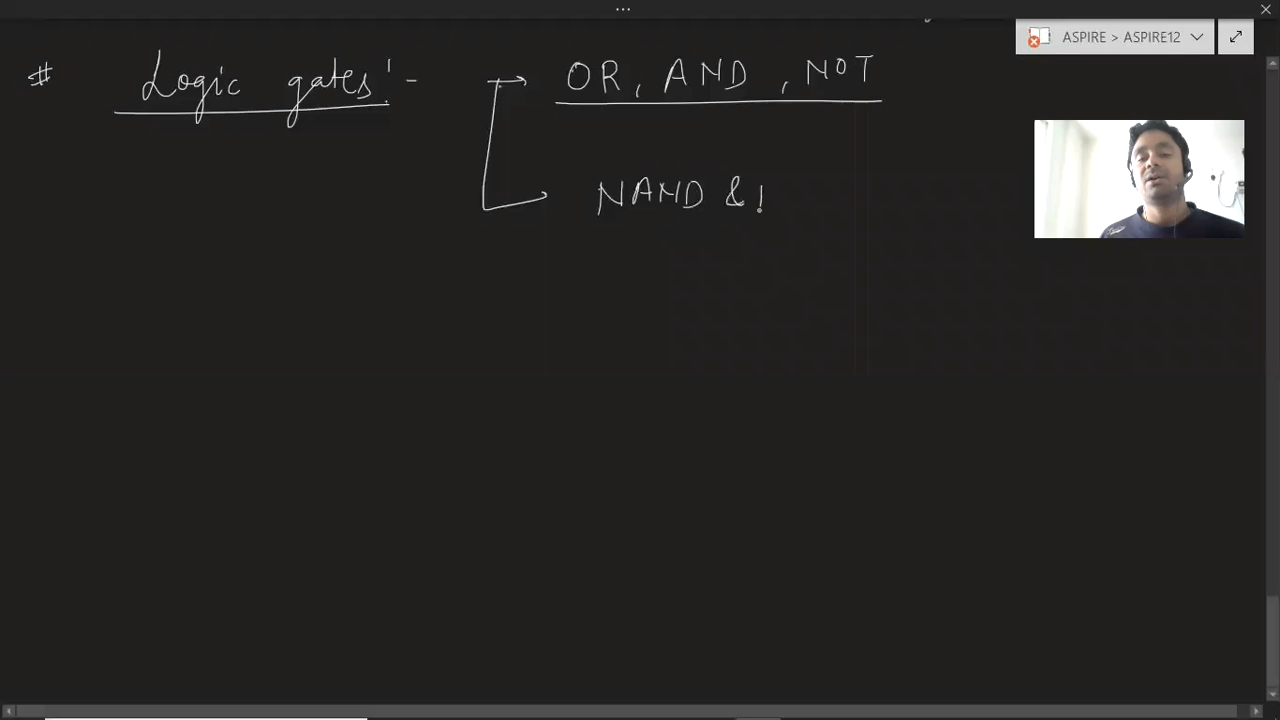 ASPIRE > ASPIRE12
# Logic gates:- OR, AND, NOT
NAND &